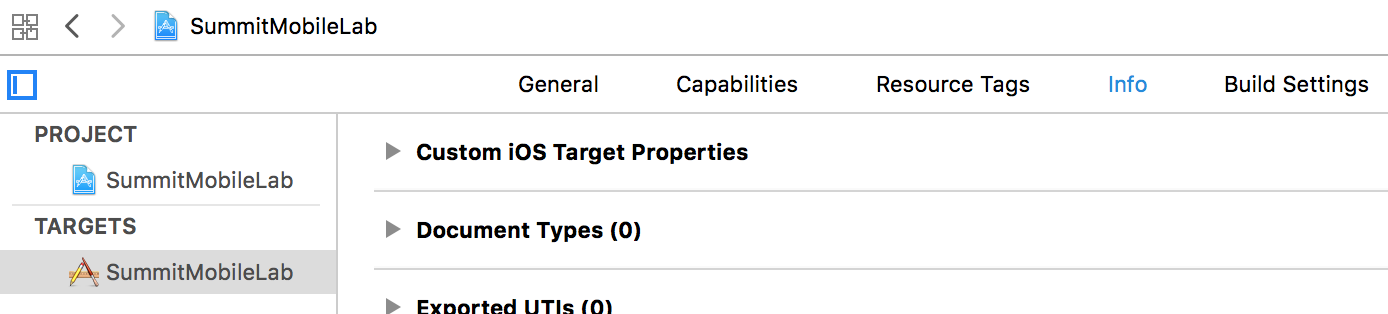 SummitMobileLab
General Capabilities Resource Tags Info Build Settings
PROJECT
SummitMobileLab
TARGETS
SummitMobileLab
Custom iOS Target Properties
Document Types (0)
Exported UTIs (0)